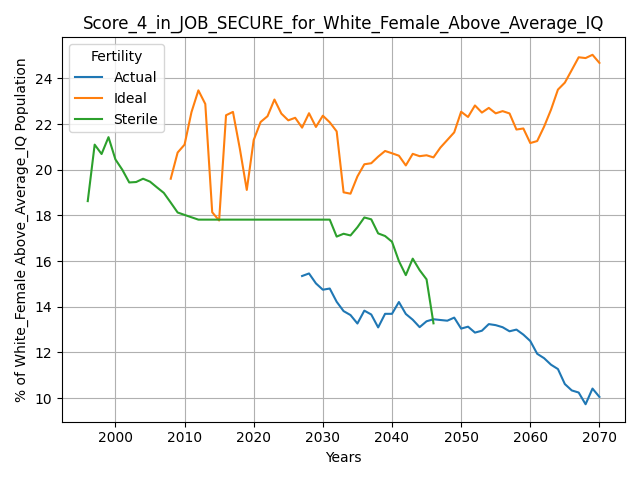 Score_4_in_JOB_SECURE_for_White_Female_Above_Average_IQ
% of White_Female Above_Average_IQ Population
Fertility
Actual
Ideal
Sterile
24
22
20
18
16
14
12
10
2000
2010
2020
2030
2040
2050
2060
2070
Years